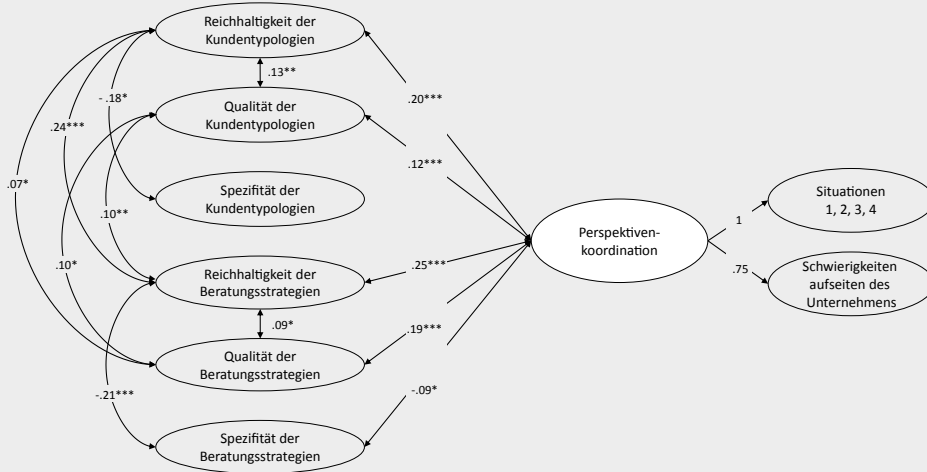 Reichhaltigkeit der
Kundentypologien
.13**
- .18*
.20***
Qualität der
Kundentypologien
.24***
.12***
.07*
Spezifität der
Kundentypologien
Situationen
1, 2, 3, 4
1
.10**
Perspektiven-
koordination
.10*
Reichhaltigkeit der
Beratungsstrategien
.25***
.75
Schwierigkeiten
aufseiten des
Unternehmens
.09*
.19***
Qualität der
Beratungsstrategien
-.21***
-.09*
Spezifität der
Beratungsstrategien